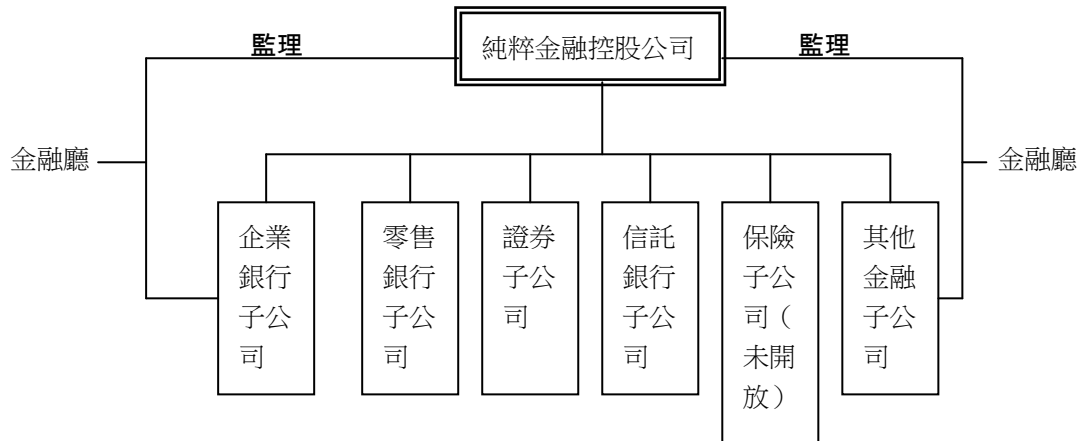 監理
純粹金融控股公司
監理
金融廳
金融廳
企業
銀行
子公
司
零售
銀行
子公
司
證券
子公
司
信託
銀行
子公
司
保險
子公
司（
未開
放）
其他
金融
子公
司